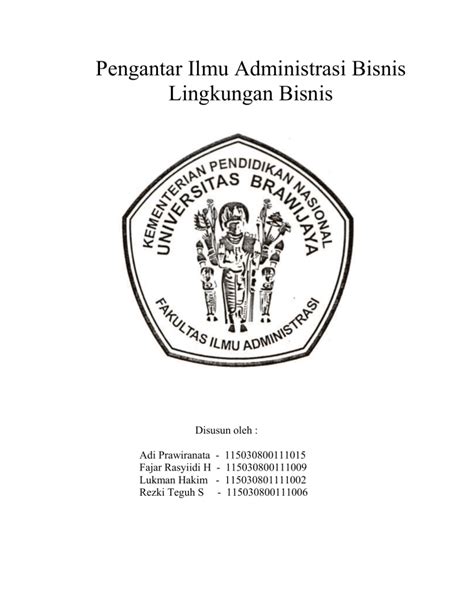 Pengantar Ilmu Administrasi Bisnis
Lingkungan Bisnis
KEMENTERIAN PENDIDIKAN NASIONAL
UNIVERSITAS BRAWIJAYA
FAKULTAS ILMU ADMINISTRASI
Disusun oleh :
Adi Prawiranata - 115030800111015
Fajar Rasyiidi H - 115030800111009
Lukman Hakim - 115030801111002
Rezki Teguh S - 115030800111006